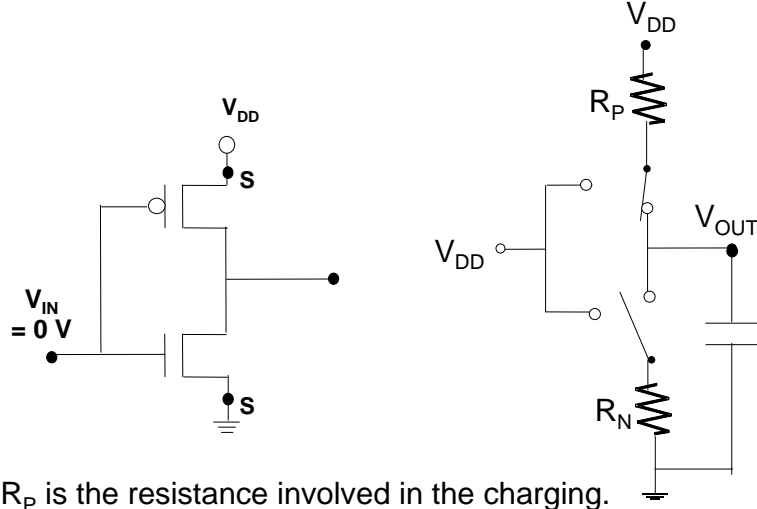 V_DD
S
V_IN
= 0 V
S
V_DD
R_P
V_DD
V_OUT
R_N
R_P is the resistance involved in the charging.